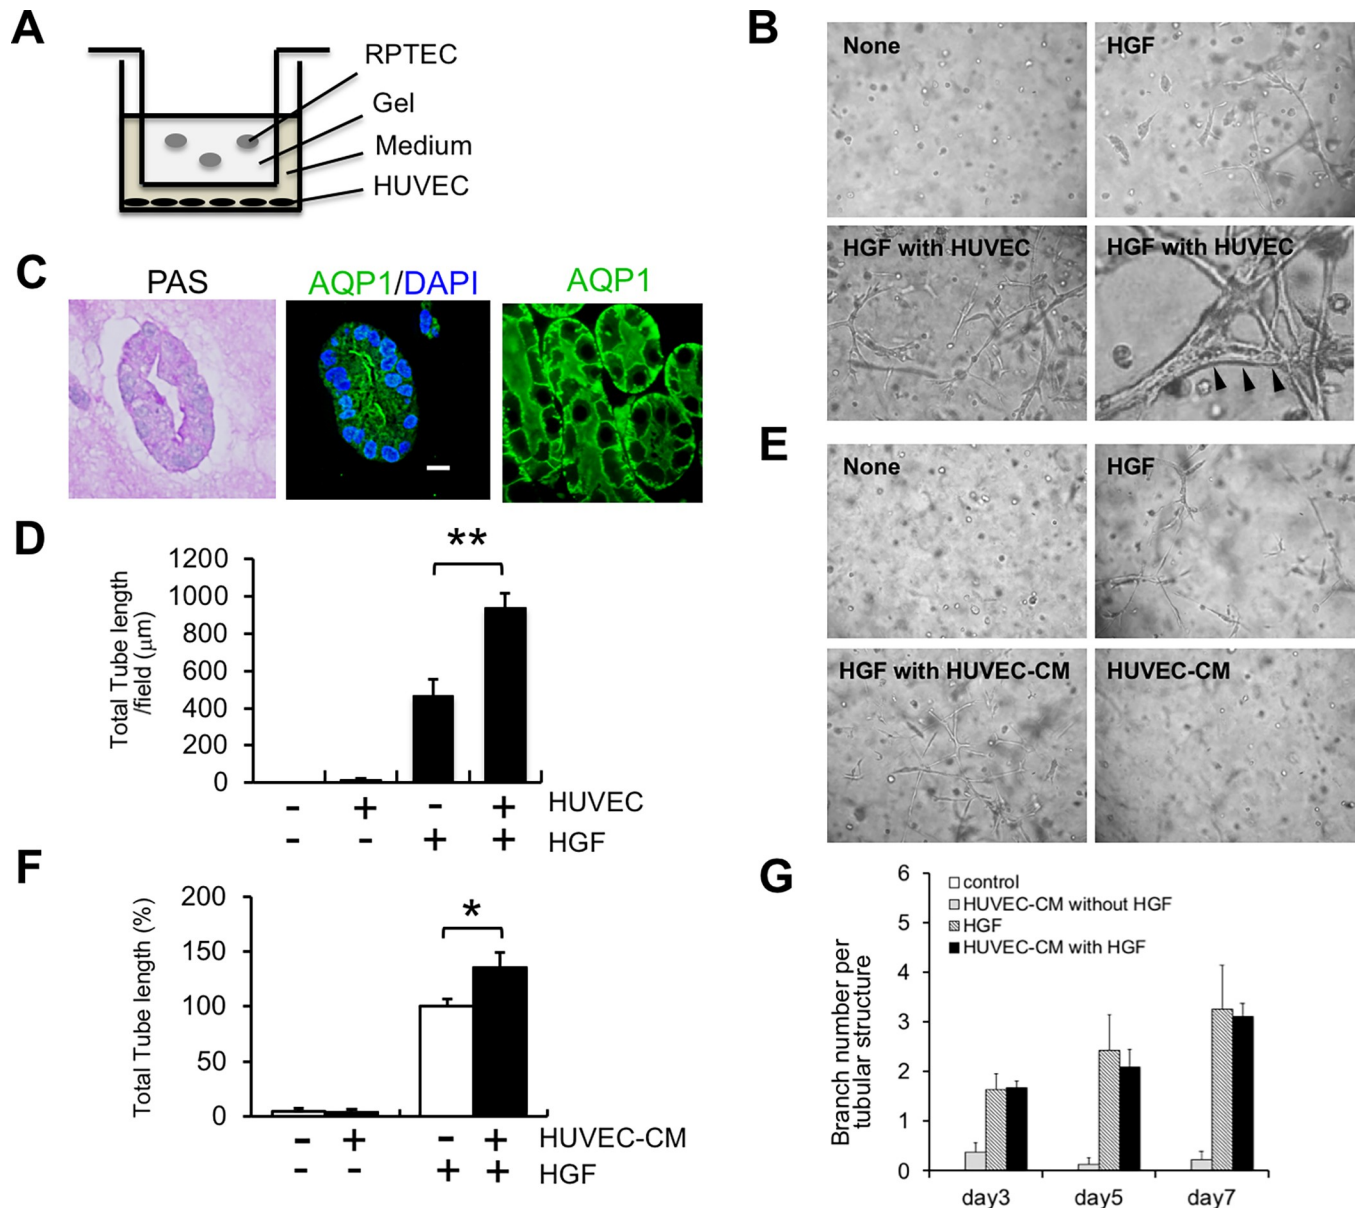 A
RPTEC
Gel
Medium
HUVEC
B
None
HGF
HGF with HUVEC
HGF with HUVEC
C
PAS
AQP1/DAPI
AQP1
D
**
1200
1000
800
600
400
200
0
Total Tube length
/field (μm)
- + - + HUVEC
- - + + HGF
E
None
HGF
HGF with HUVEC-CM
HUVEC-CM
F
*
200
150
100
50
0
Total Tube length (%)
- + - + HUVEC-CM
- - + + HGF
G
6
5
4
3
2
1
0
Branch number per
tubular structure
control
HUVEC-CM without HGF
HGF
HUVEC-CM with HGF
day3 day5 day7